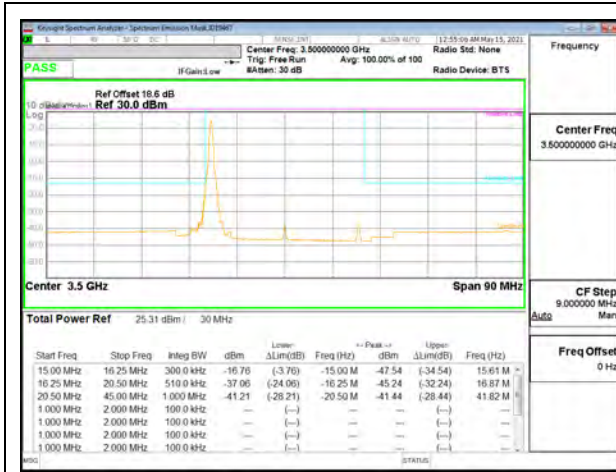 Keysight Spectrum Analyzer - Spectrum Emission Mask
SENSE:INT ALIGN AUTO 12:55:06 AM May 15, 2021
Center Freq: 3.500000000 GHz Radio Std: None
PASS Trig: Free Run Avg: 100.00% of 100
IFGain:Low #Atten: 30 dB Radio Device: BTS
Ref Offset 18.6 dB
Ref 30.0 dBm
Log
Center 3.5 GHz Span 90 MHz
Total Power Ref 25.31 dBm / 30 MHz
Lower <-- Peak --> Upper
Start Freq Stop Freq Integ BW dBm ΔLim(dB) Freq (Hz) dBm ΔLim(dB) Freq (Hz)
15.00 MHz 16.25 MHz 300.0 kHz -16.76 (-3.76) -15.00 M -47.54 (-34.54) 15.61 M
16.25 MHz 20.50 MHz 510.0 kHz -37.06 (-24.06) -16.25 M -45.24 (-32.24) 16.87 M
20.50 MHz 45.00 MHz 1.000 MHz -41.21 (-28.21) -20.50 M -41.44 (-28.44) 41.82 M
1.000 MHz 2.000 MHz 100.0 kHz --- (---) --- --- (---) ---
1.000 MHz 2.000 MHz 100.0 kHz --- (---) --- --- (---) ---
1.000 MHz 2.000 MHz 100.0 kHz --- (---) --- --- (---) ---
1.000 MHz 2.000 MHz 100.0 kHz --- (---) --- --- (---) ---
MSG STATUS
Frequency
Center Freq
3.500000000 GHz
CF Step
9.000000 MHz
Auto Man
Freq Offset
0 Hz